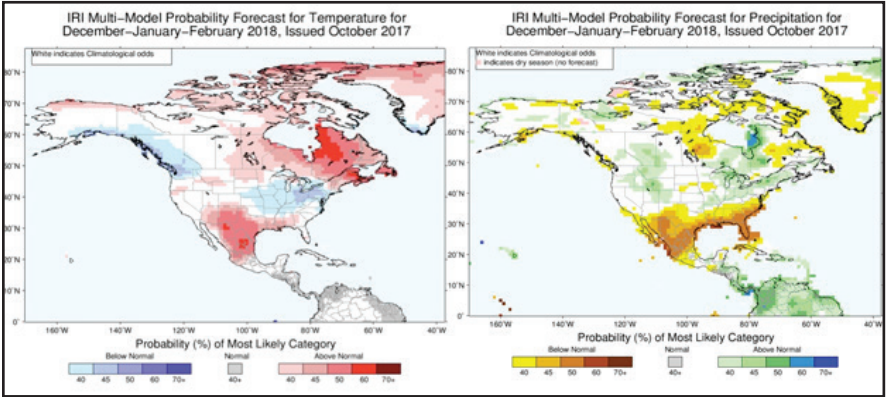 IRI Multi-Model Probability Forecast for Temperature for
December-January-February 2018, Issued October 2017
White indicates Climatological odds
80°N
70°N
60°N
50°N
40°N
30°N
20°N
10°N
0°
160°W
140°W
120°W
100°W
80°W
60°W
40°W
Probability (%) of Most Likely Category
Below Normal
Normal
Above Normal
40
45
50
60
70+
40+
40
45
50
60
70+
IRI Multi-Model Probability Forecast for Precipitation for
December-January-February 2018, Issued October 2017
White indicates Climatological odds
indicates dry season (no forecast)
80°N
70°N
60°N
50°N
40°N
30°N
20°N
10°N
0°
160°W
140°W
120°W
100°W
80°W
60°W
40°W
Probability (%) of Most Likely Category
Below Normal
Normal
Above Normal
40
45
50
60
70+
40+
40
45
50
60
70+